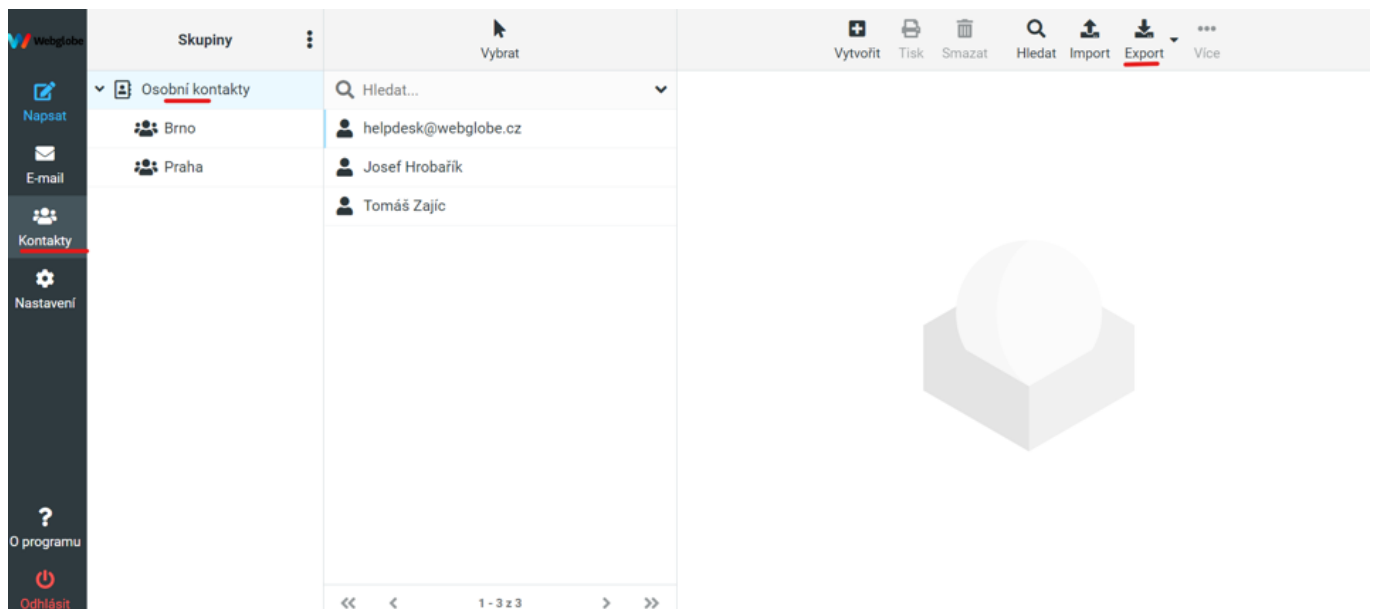 Webglobe
Napsat
E-mail
Kontakty
Nastavení
O programu
Odhlásit
Skupiny
Osobní kontakty
Brno
Praha
Vybrat
Hledat...
helpdesk@webglobe.cz
Josef Hrobařík
Tomáš Zajíc
1 - 3 z 3
Vytvořit Tisk Smazat Hledat Import Export Více